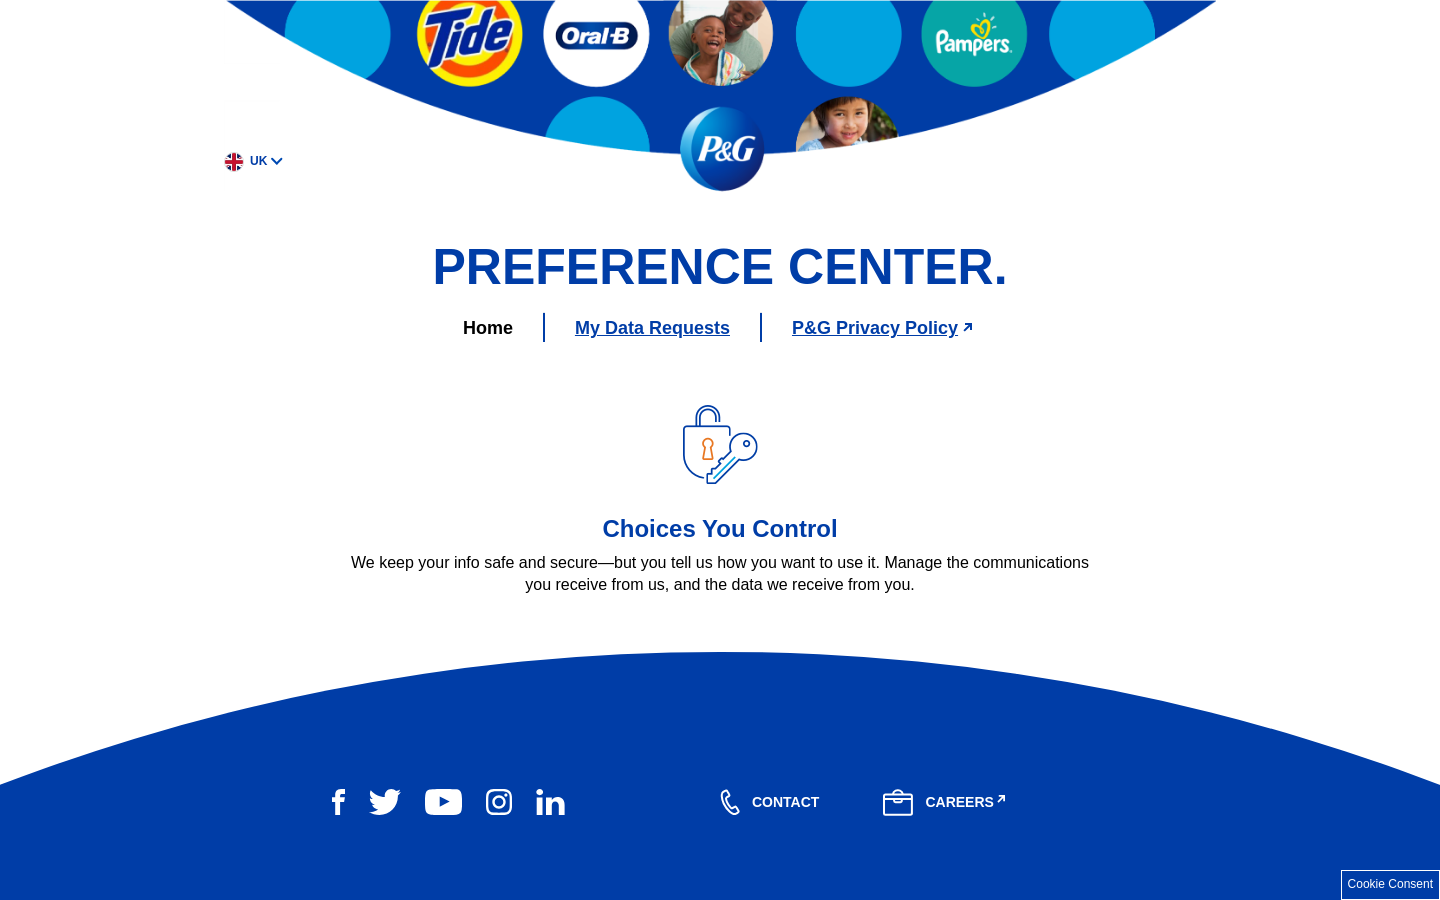 Tide
Oral-B
Pampers.
P&G
UK
PREFERENCE CENTER.
Home
My Data Requests
P&G Privacy Policy
Choices You Control
We keep your info safe and secure—but you tell us how you want to use it. Manage the communications
you receive from us, and the data we receive from you.
CONTACT
CAREERS
Cookie Consent